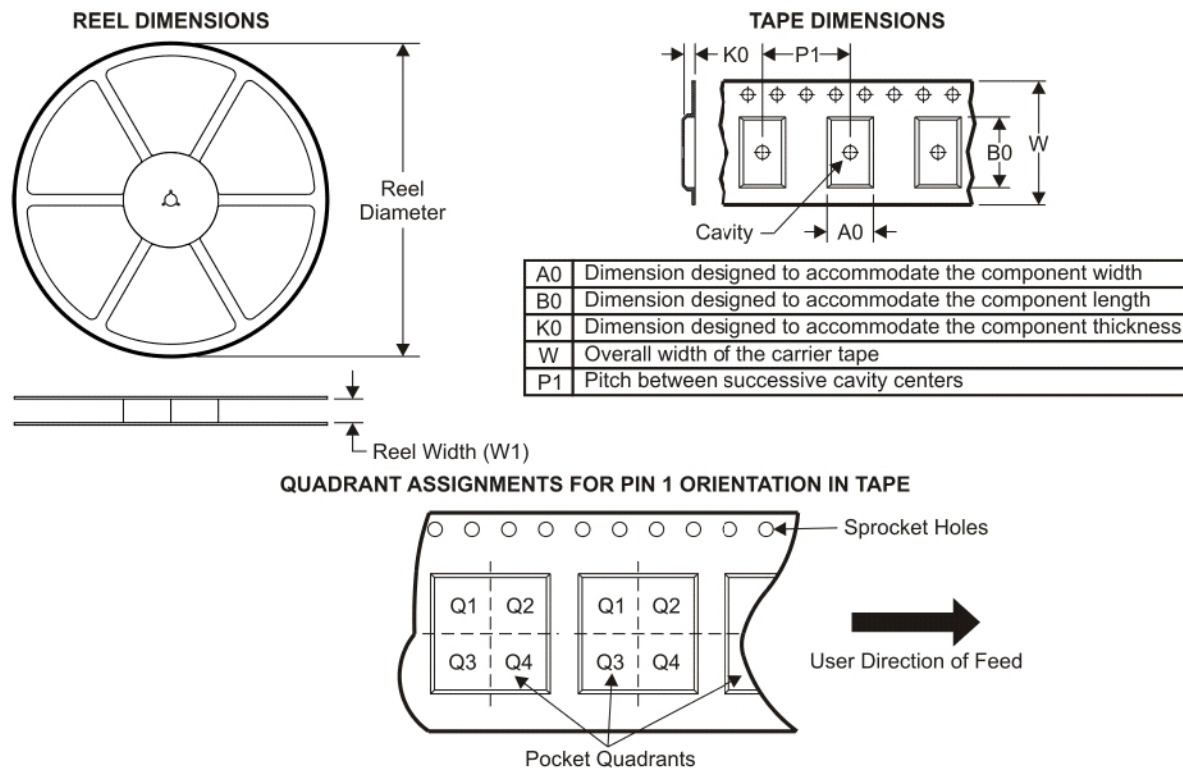 REEL DIMENSIONS
Reel
Diameter
Reel Width (W1)
TAPE DIMENSIONS
K0
P1
B0
W
Cavity
A0
A0 Dimension designed to accommodate the component width
B0 Dimension designed to accommodate the component length
K0 Dimension designed to accommodate the component thickness
W Overall width of the carrier tape
P1 Pitch between successive cavity centers
QUADRANT ASSIGNMENTS FOR PIN 1 ORIENTATION IN TAPE
Sprocket Holes
Q1 Q2 Q1 Q2
Q3 Q4 Q3 Q4
User Direction of Feed
Pocket Quadrants